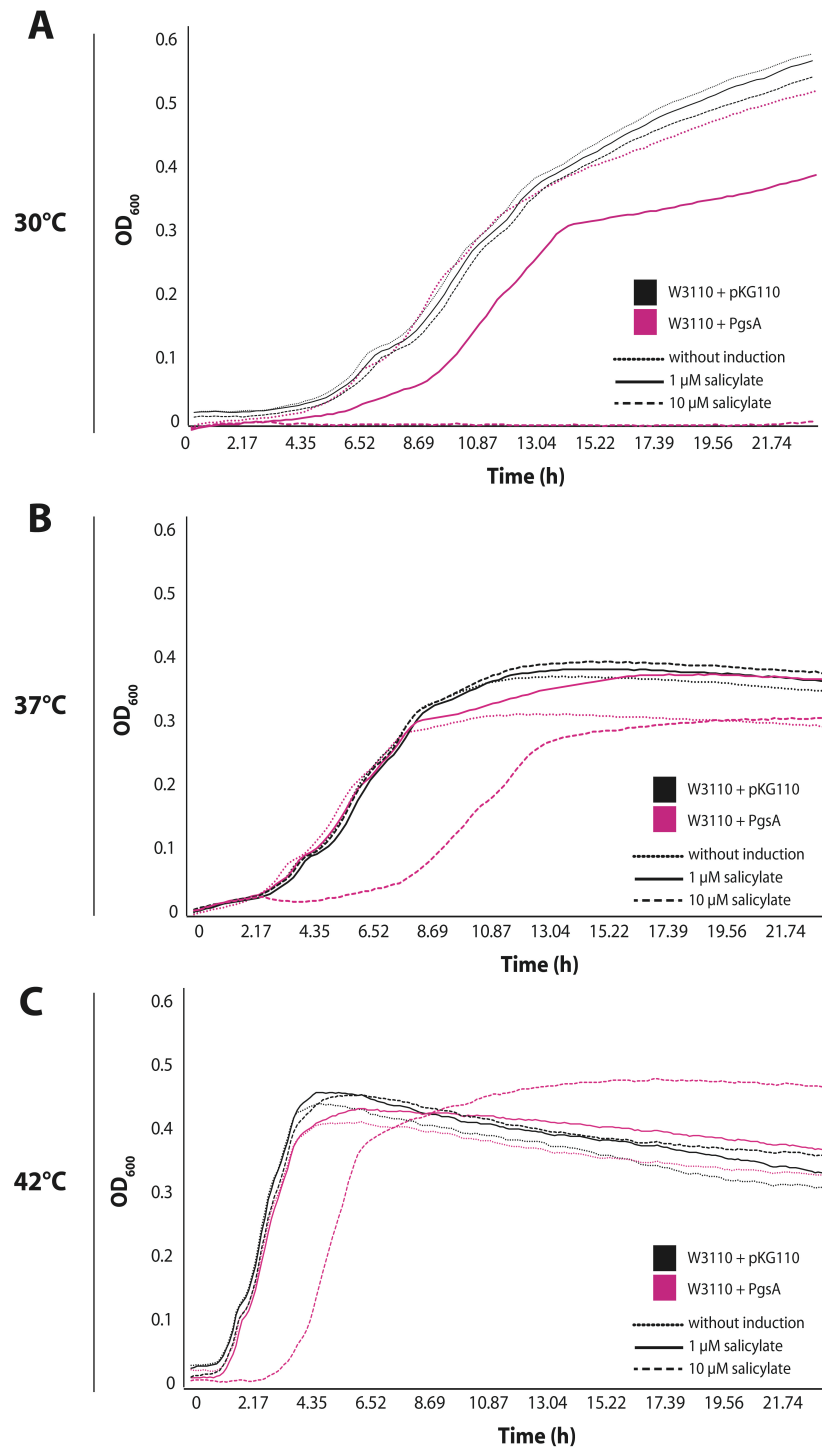 A
0.6
0.5
0.4
30°C
OD600
0.3
0.2
W3110 + pKG110
W3110 + PgsA
0.1
without induction
1 µM salicylate
10 µM salicylate
0
0 2.17 4.35 6.52 8.69 10.87 13.04 15.22 17.39 19.56 21.74
Time (h)
B
0.6
0.5
0.4
37°C
OD600
0.3
0.2
W3110 + pKG110
W3110 + PgsA
0.1
without induction
1 µM salicylate
10 µM salicylate
0
0 2.17 4.35 6.52 8.69 10.87 13.04 15.22 17.39 19.56 21.74
Time (h)
C
0.6
0.5
0.4
42°C
OD600
0.3
0.2
W3110 + pKG110
W3110 + PgsA
0.1
without induction
1 µM salicylate
10 µM salicylate
0
0 2.17 4.35 6.52 8.69 10.87 13.04 15.22 17.39 19.56 21.74
Time (h)